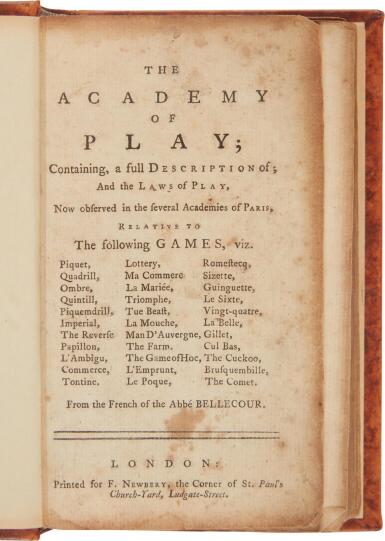 THE
ACADEMY
OF
PLAY;
Containing, a full DESCRIPTION of;
And the LAWS of PLAY,
Now observed in the ſeveral Academies of PARIS,
RELATIVE TO
The following GAMES, viz.
Piquet, Lottery, Romeſtecq,
Quadrill, Ma Commere Sizette,
Ombre, La Mariée, Guinguette,
Quintill, Triomphe, Le Sixte,
Piquemdrill, Tue Beaſt, Vingt-quatre,
Imperial, La Mouche, La Belle,
The Reverſe Man D'Auvergne, Gillet,
Papillon, The Farm. Cul Bas,
L'Ambigu, The Game of Hoc, The Cuckoo,
Commerce, L'Emprunt, Bruſquembille,
Tontine. Le Poque, The Comet.
From the French of the Abbé BELLECOUR.
LONDON:
Printed for F. NEWBERY, the Corner of St. Paul's
Church-Yard, Ludgate-Street.